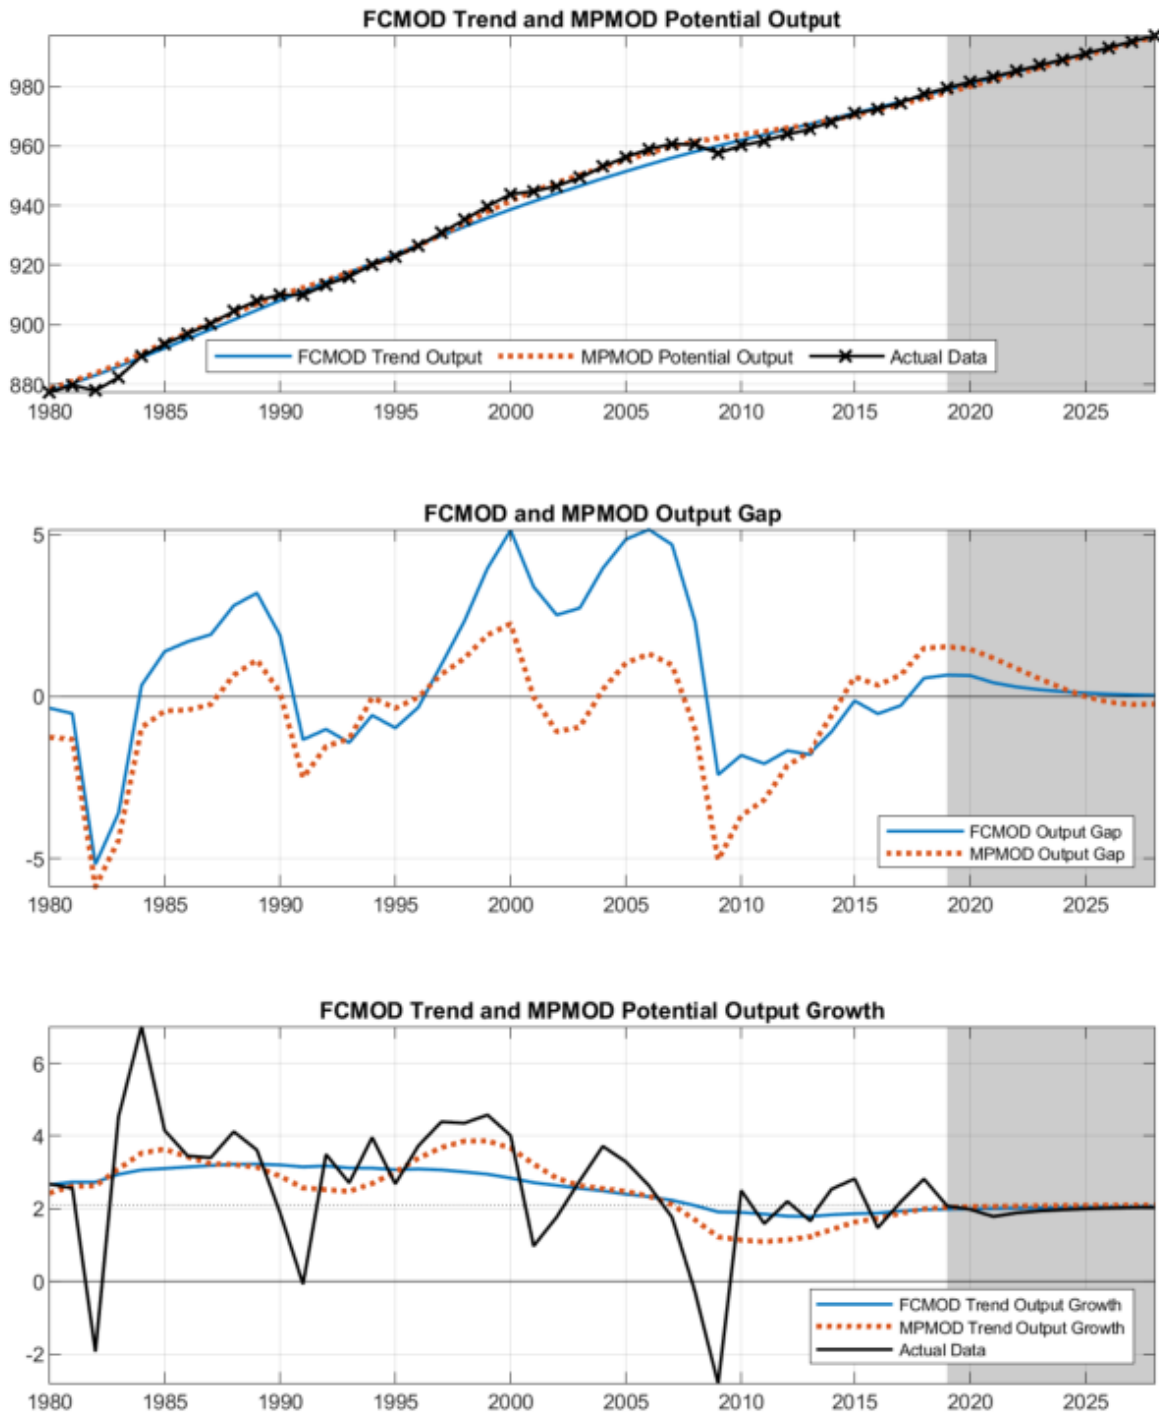 FCMOD Trend and MPMOD Potential Output
980
960
940
920
900
880
FCMOD Trend Output MPMOD Potential Output Actual Data
1980 1985 1990 1995 2000 2005 2010 2015 2020 2025
FCMOD and MPMOD Output Gap
5
0
-5
FCMOD Output Gap
MPMOD Output Gap
1980 1985 1990 1995 2000 2005 2010 2015 2020 2025
FCMOD Trend and MPMOD Potential Output Growth
6
4
2
0
-2
FCMOD Trend Output Growth
MPMOD Trend Output Growth
Actual Data
1980 1985 1990 1995 2000 2005 2010 2015 2020 2025